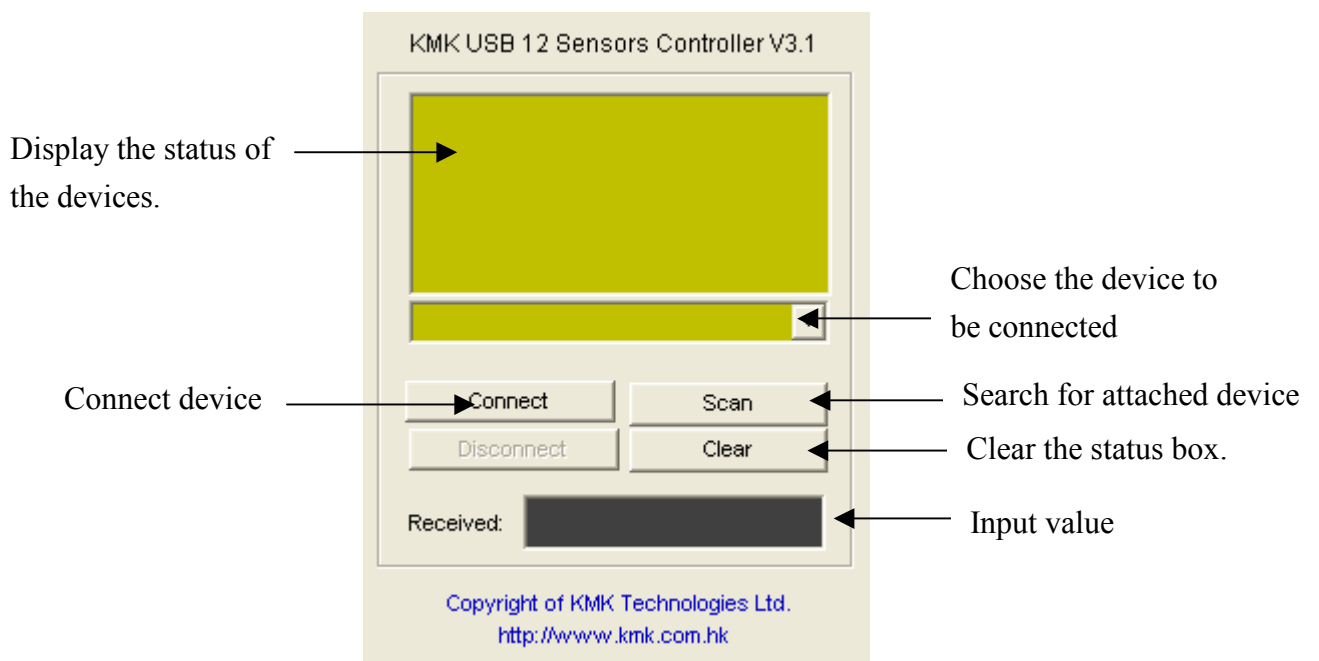 KMK USB 12 Sensors Controller V3.1
Display the status of
the devices.
Choose the device to
be connected
Connect device
Connect
Scan
Search for attached device
Disconnect
Clear
Clear the status box.
Received:
Input value
Copyright of KMK Technologies Ltd.
http://www.kmk.com.hk